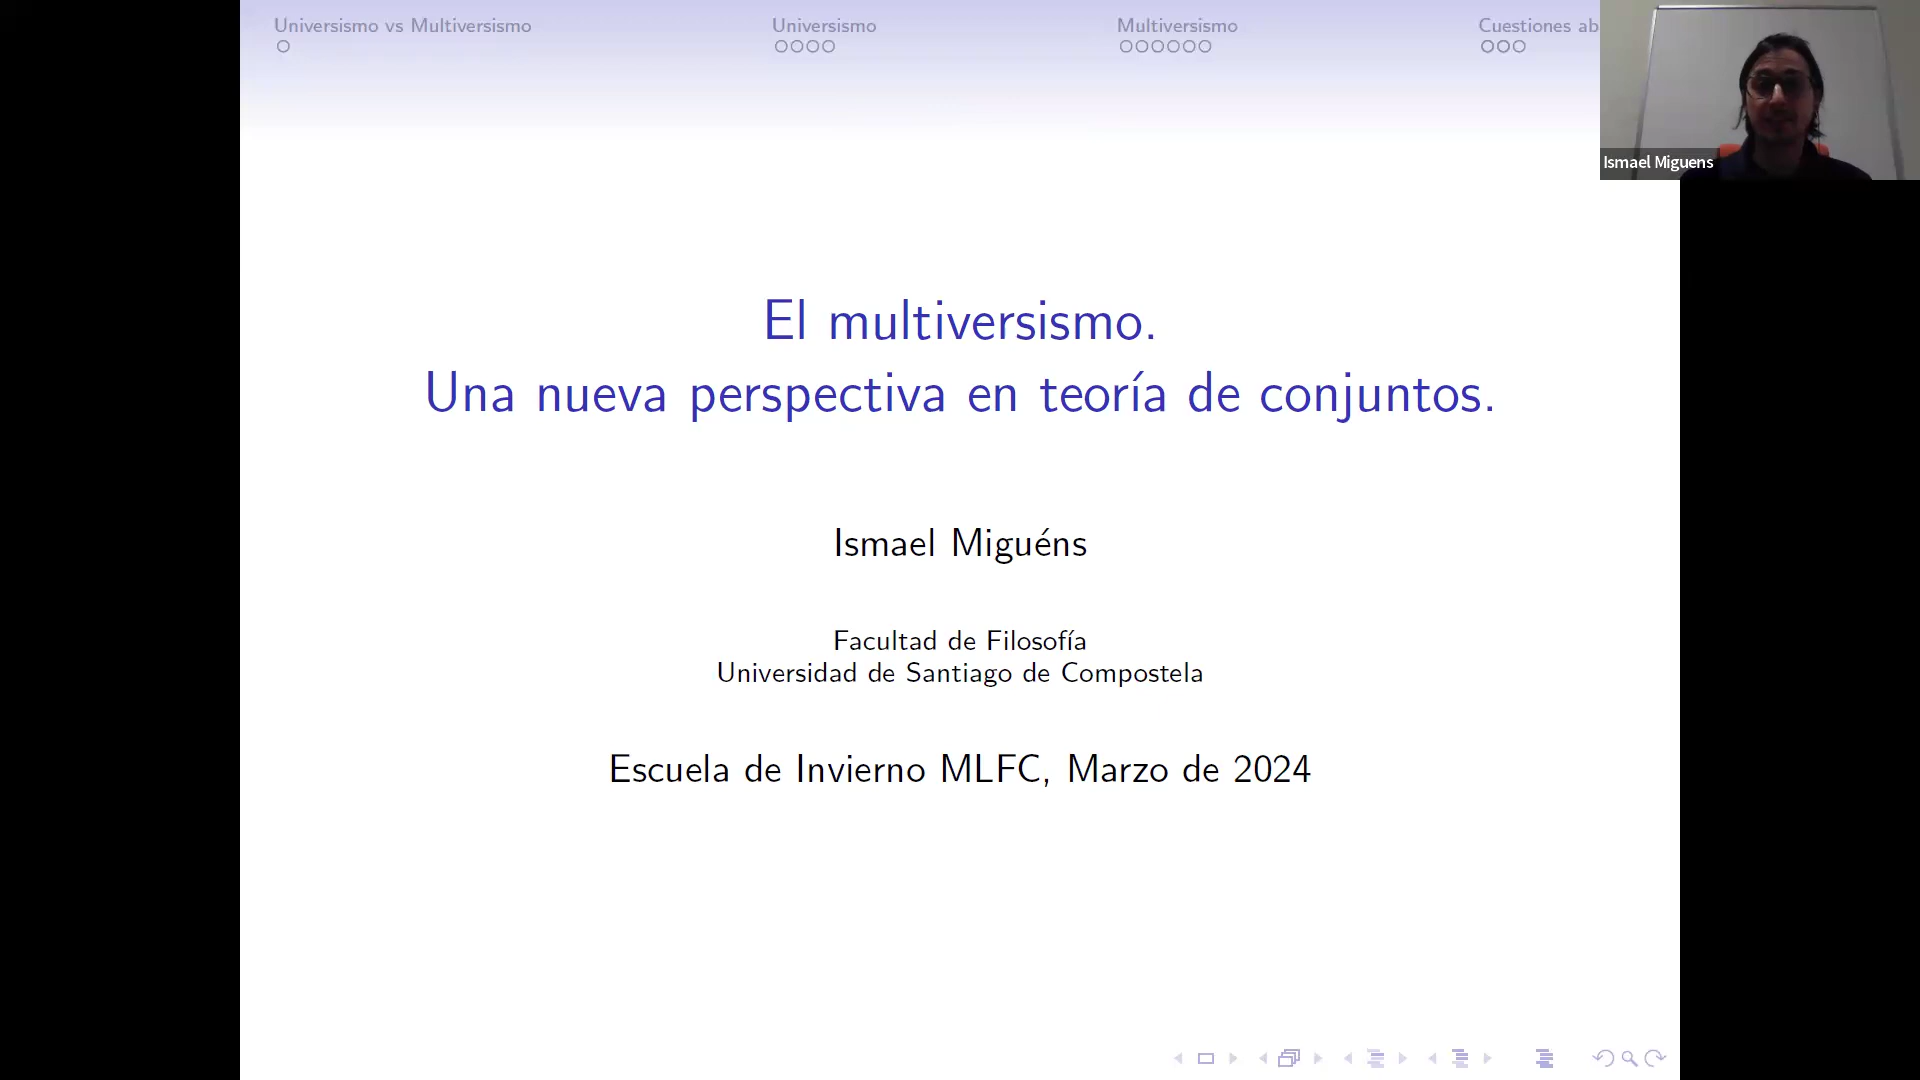 Universismo vs Multiversismo
Universismo
Multiversismo
Cuestiones ab
Ismael Miguens
El multiversismo.
Una nueva perspectiva en teoría de conjuntos.
Ismael Miguéns
Facultad de Filosofía
Universidad de Santiago de Compostela
Escuela de Invierno MLFC, Marzo de 2024